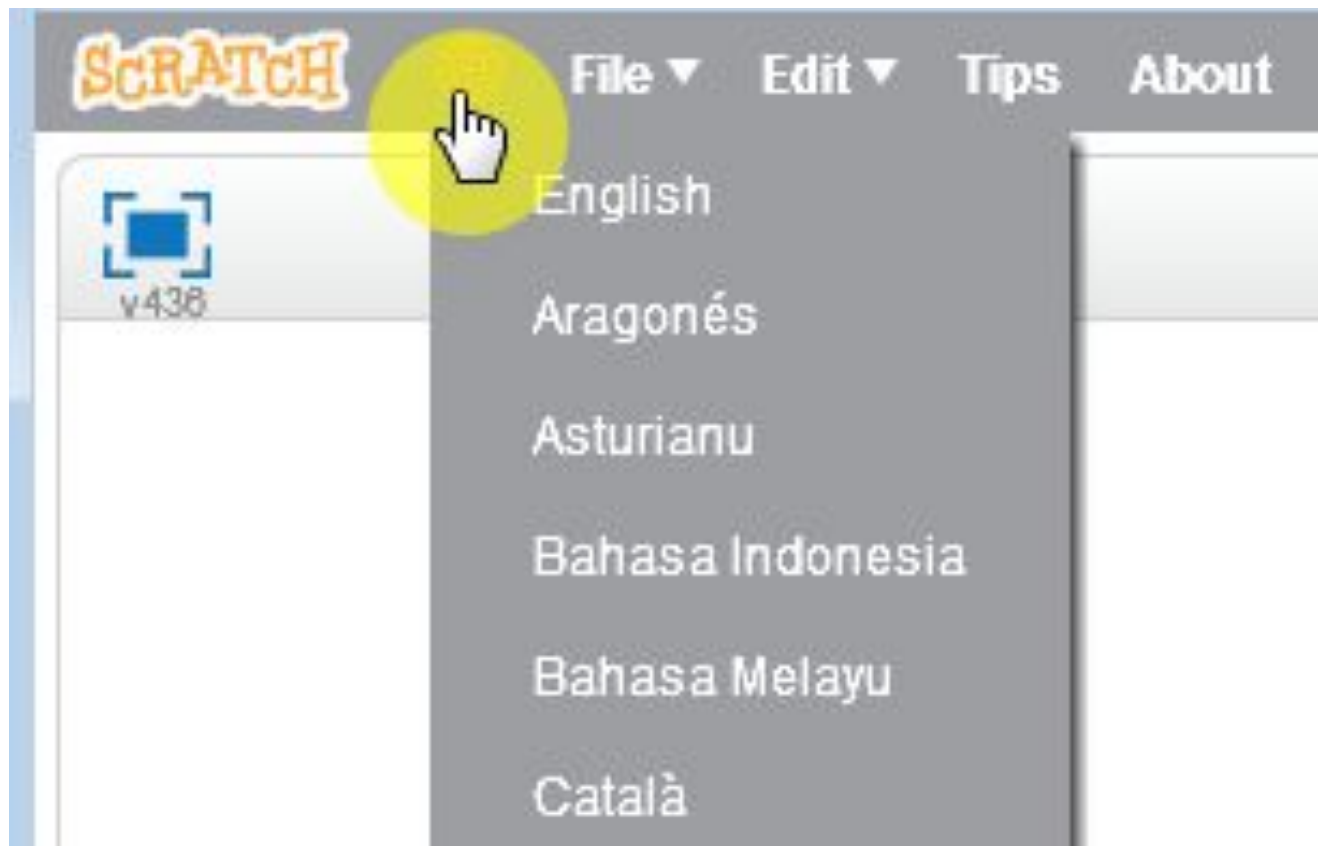 SCRATCH File Edit Tips About
v436
English
Aragonés
Asturianu
Bahasa Indonesia
Bahasa Melayu
Català